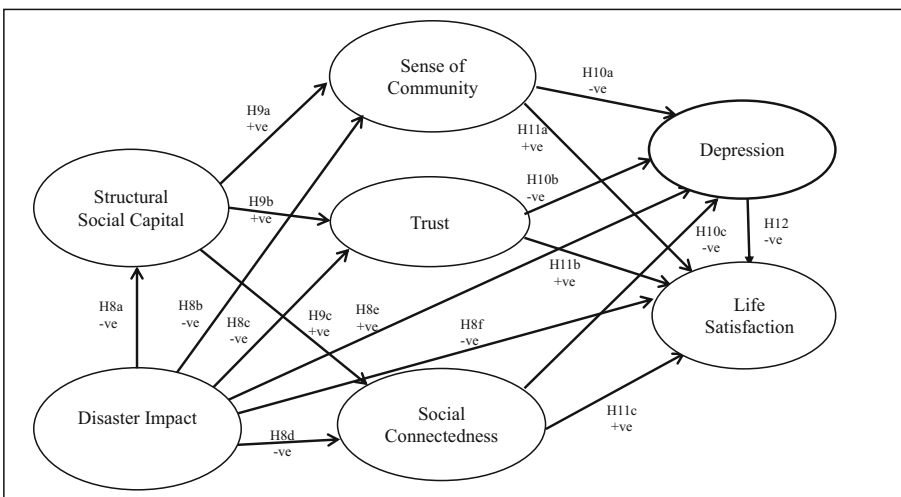 Sense of
Community
H10a
-ve
H9a
+ve
H11a
+ve
Depression
Structural
Social Capital
H9b
+ve
Trust
H10b
-ve
H10c
-ve
H12
-ve
H11b
+ve
H8a
-ve
H8b
-ve
H8c
-ve
H9c
+ve
H8e
+ve
H8f
-ve
Life
Satisfaction
Disaster Impact
H8d
-ve
Social
Connectedness
H11c
+ve